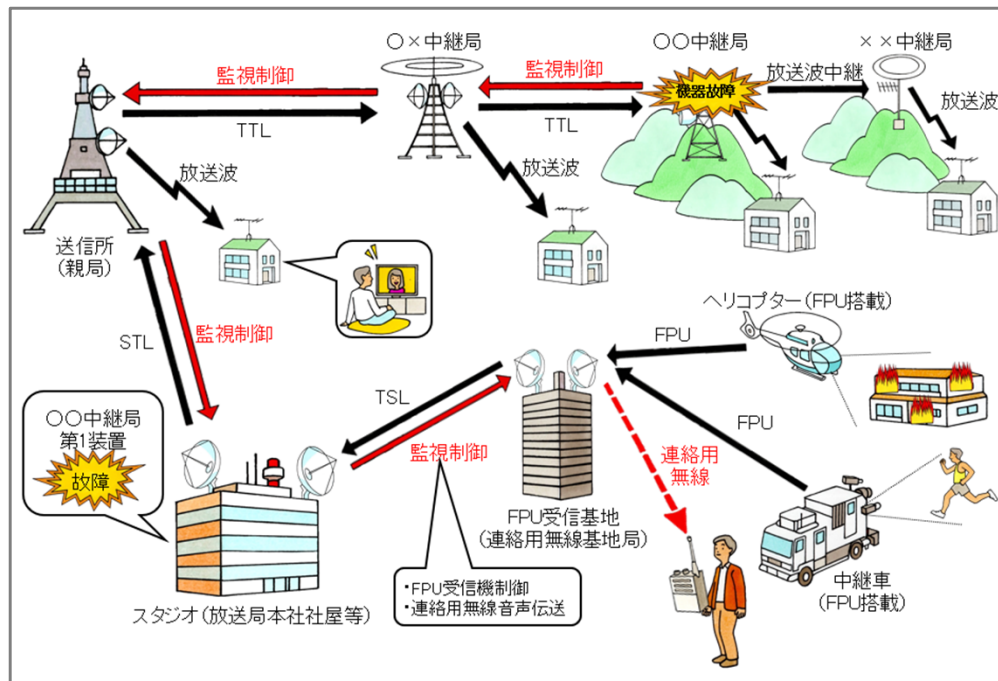 ○×中継局
○○中継局
××中継局
監視制御
監視制御
機器故障
放送波中継
TTL
TTL
放送波
放送波
放送波
送信所
(親局)
STL
監視制御
ヘリコプター(FPU搭載)
FPU
FPU
TSL
監視制御
連絡用
無線
○○中継局
第1装置
故障
FPU受信基地
(連絡用無線基地局)
中継車
(FPU搭載)
スタジオ(放送局本社社屋等)
・FPU受信機制御
・連絡用無線音声伝送